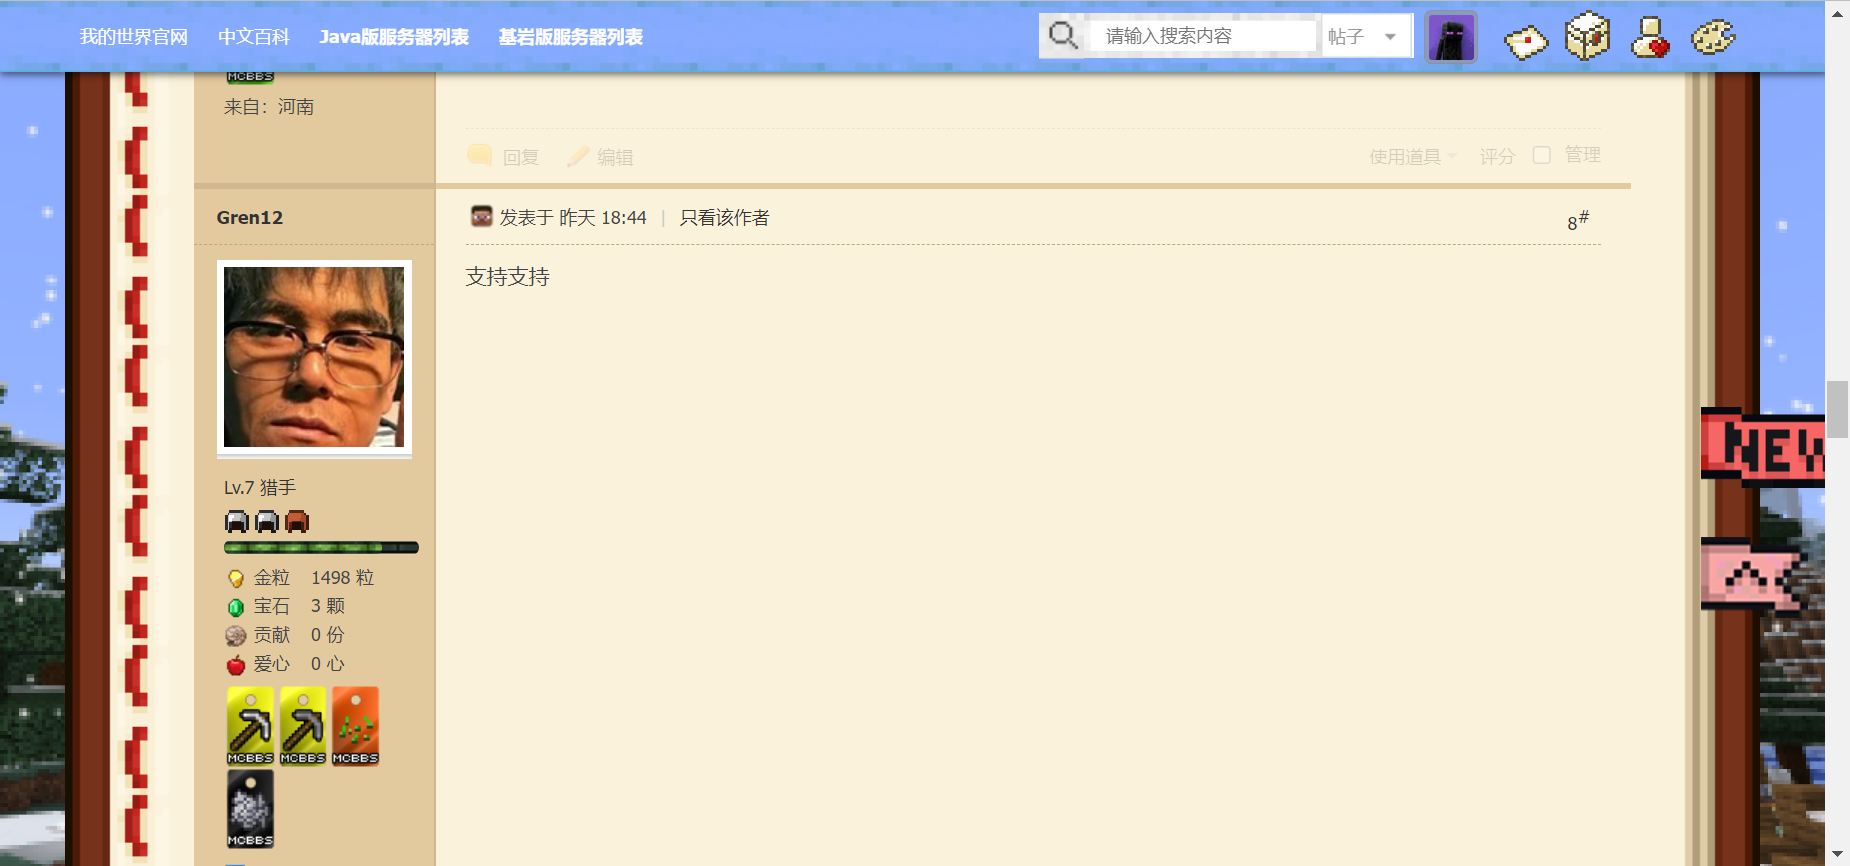 我的世界官网 中文百科 Java版服务器列表 基岩版服务器列表 请输入搜索内容 帖子
MCBBS
来自：河南
回复 编辑 使用道具 评分 管理
Gren12 发表于 昨天 18:44 | 只看该作者 8#
支持支持
NEW
Lv.7 猎手
金粒 1498 粒
宝石 3 颗
贡献 0 份
爱心 0 心
MCBBS MCBBS MCBBS
MCBBS